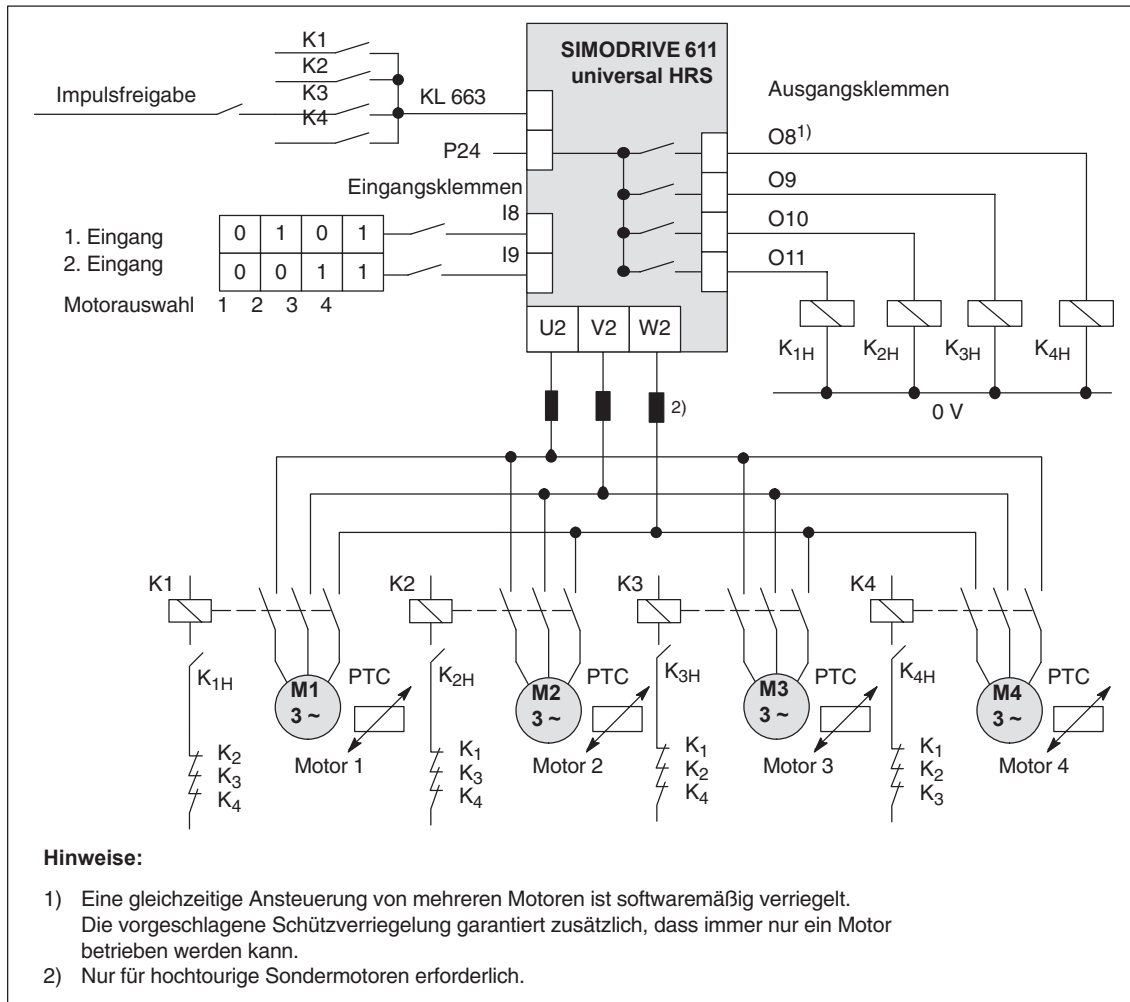 K1
K2
Impulsfreigabe K3 KL 663
K4
SIMODRIVE 611
universal HRS
Ausgangsklemmen
P24
O81)
O9
O10
O11
Eingangsklemmen
I8
1. Eingang 0 1 0 1
I9
2. Eingang 0 0 1 1
Motorauswahl 1 2 3 4
U2 V2 W2
K1H K2H K3H K4H
2)
0 V
K1 K2 K3 K4
K1H K2H K3H K4H
M1 3 ~ PTC M2 3 ~ PTC M3 3 ~ PTC M4 3 ~ PTC
Motor 1 Motor 2 Motor 3 Motor 4
K2 K1 K1 K1
K3 K3 K2 K2
K4 K4 K4 K3
Hinweise:
1) Eine gleichzeitige Ansteuerung von mehreren Motoren ist softwaremäßig verriegelt.
Die vorgeschlagene Schützverriegelung garantiert zusätzlich, dass immer nur ein Motor
betrieben werden kann.
2) Nur für hochtourige Sondermotoren erforderlich.